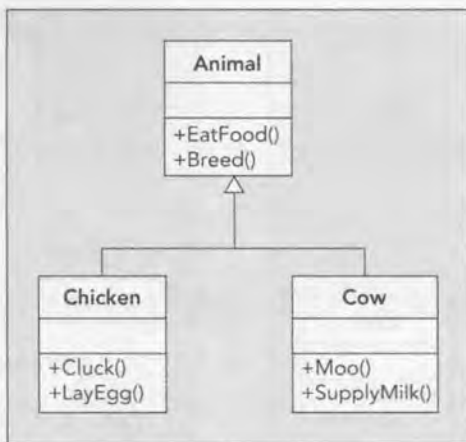 Animal
+EatFood()
+Breed()
Chicken
+Cluck()
+LayEgg()
Cow
+Moo()
+SupplyMilk()